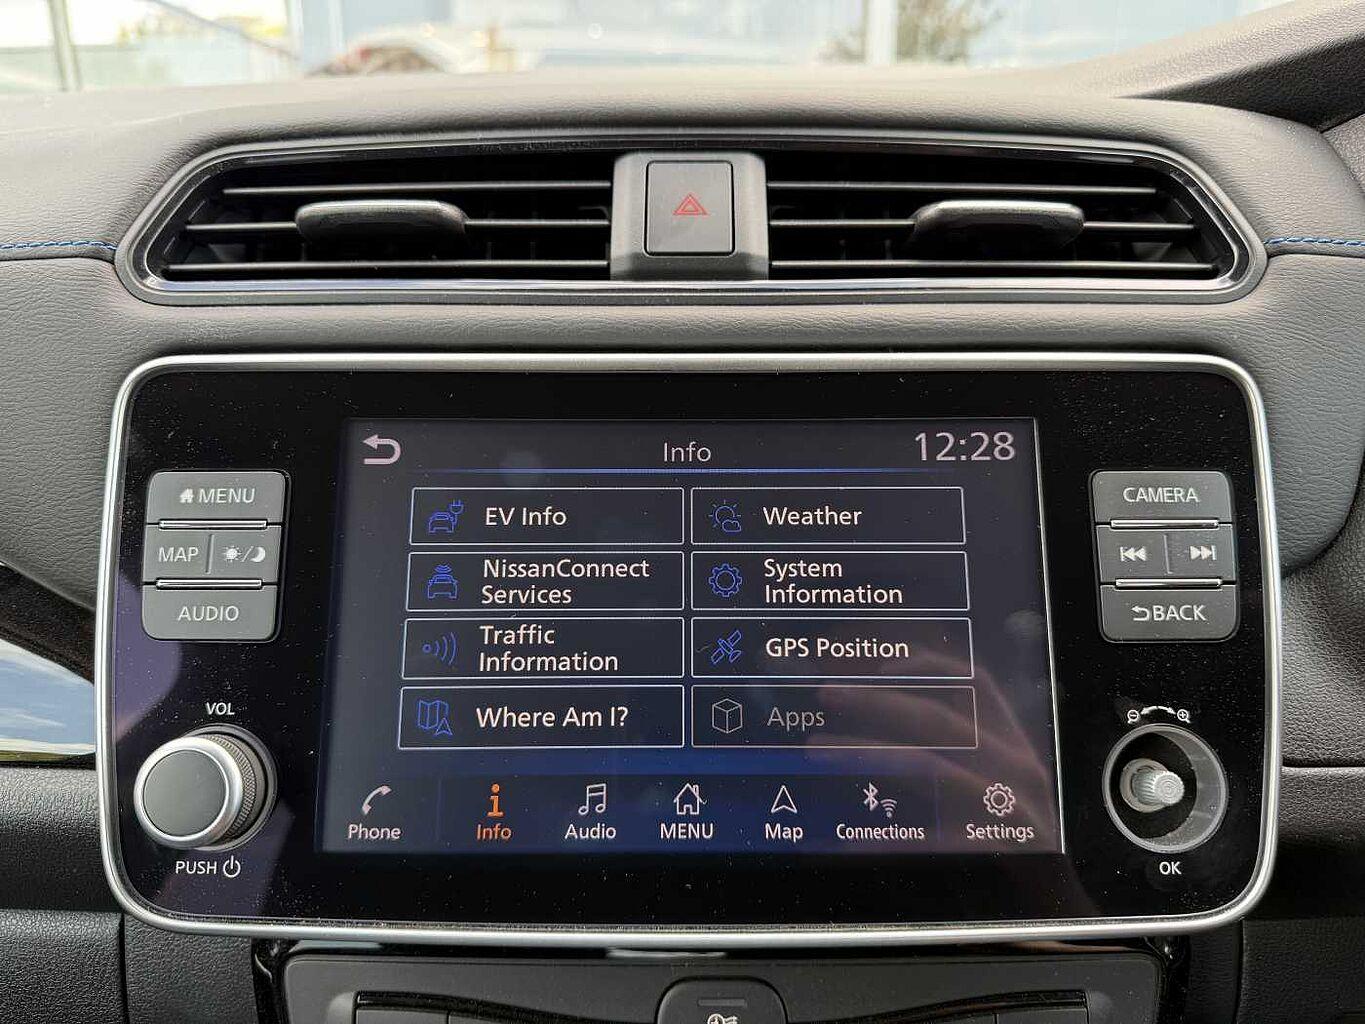 Info
12:28
MENU
MAP
AUDIO
EV Info
Weather
NissanConnect
Services
System
Information
Traffic
Information
GPS Position
Where Am I?
Apps
Phone
Info
Audio
MENU
Map
Connections
Settings
CAMERA
BACK
VOL
PUSH
OK